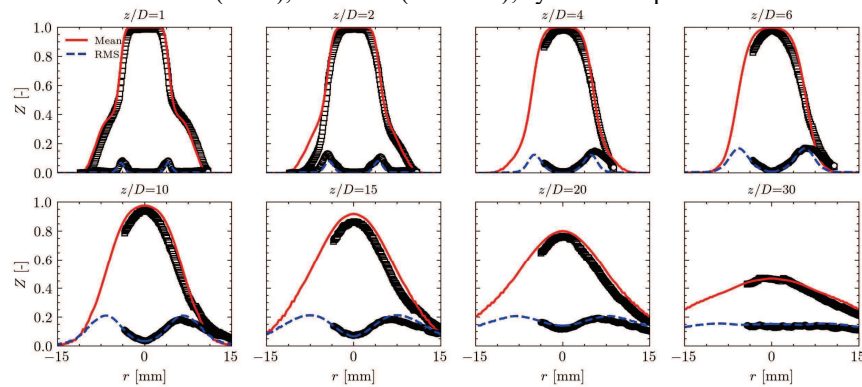 z/D=1 z/D=2 z/D=4 z/D=6
1.0
0.8
0.6
0.4
0.2
0.0
Z [-]
Mean
RMS
z/D=10 z/D=15 z/D=20 z/D=30
1.0
0.8
0.6
0.4
0.2
0.0
Z [-]
−15 0 15 −15 0 15 −15 0 15 −15 0 15
r [mm] r [mm] r [mm] r [mm]